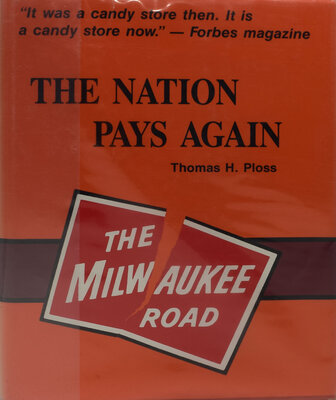 "It was a candy store then. It is
a candy store now." — Forbes magazine
THE NATION
PAYS AGAIN
Thomas H. Ploss
THE
MILWAUKEE
ROAD